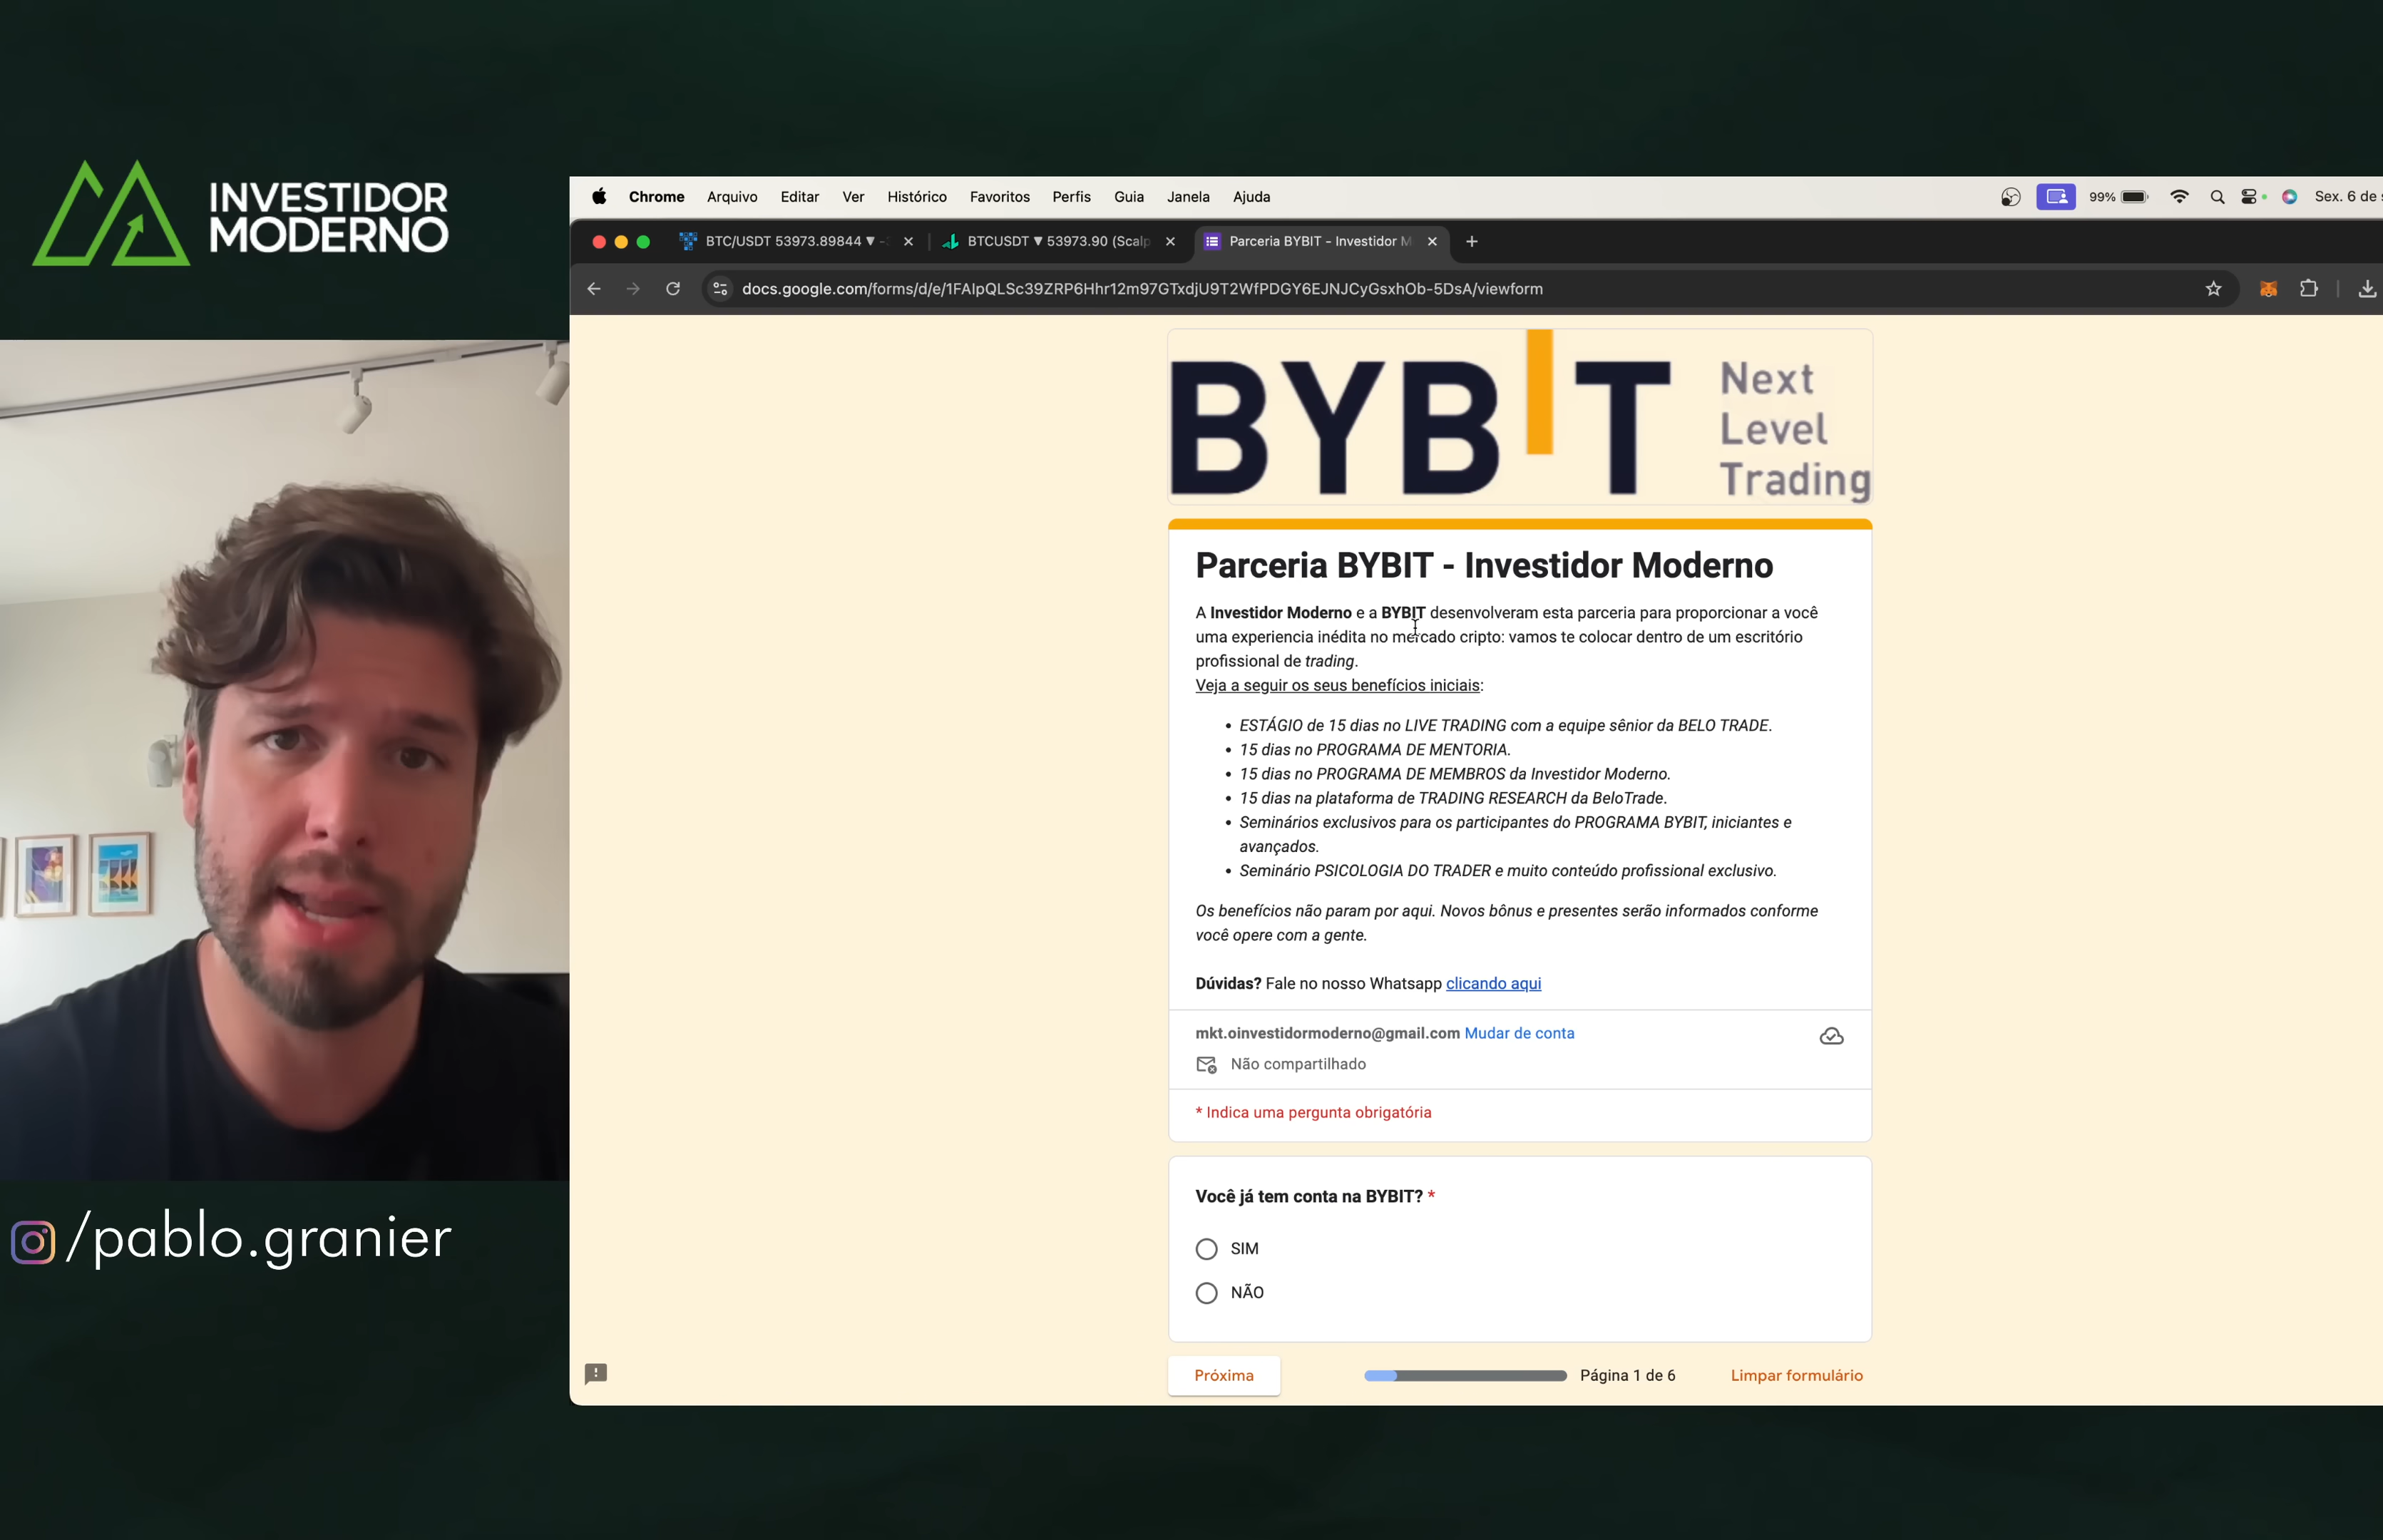 INVESTIDOR
MODERNO
Chrome Arquivo Editar Ver Histórico Favoritos Perfis Guia Janela Ajuda 99% Sex. 6 de
BTC/USDT 53973.89844 ▼ BTCUSDT ▼ 53973.90 (Scalp Parceria BYBIT - Investidor M
docs.google.com/forms/d/e/1FAIpQLSc39ZRP6Hhr12m97GTxdjU9T2WfPDGY6EJNJCyGsxhOb-5DsA/viewform
BYBIT
Next
Level
Trading
Parceria BYBIT - Investidor Moderno
A Investidor Moderno e a BYBIT desenvolveram esta parceria para proporcionar a você
uma experiencia inédita no mercado cripto: vamos te colocar dentro de um escritório
profissional de trading.
Veja a seguir os seus benefícios iniciais:
• ESTÁGIO de 15 dias no LIVE TRADING com a equipe sênior da BELO TRADE.
• 15 dias no PROGRAMA DE MENTORIA.
• 15 dias no PROGRAMA DE MEMBROS da Investidor Moderno.
• 15 dias na plataforma de TRADING RESEARCH da BeloTrade.
• Seminários exclusivos para os participantes do PROGRAMA BYBIT, iniciantes e
avançados.
• Seminário PSICOLOGIA DO TRADER e muito conteúdo profissional exclusivo.
Os benefícios não param por aqui. Novos bônus e presentes serão informados conforme
você opere com a gente.
Dúvidas? Fale no nosso Whatsapp clicando aqui
mkt.oinvestidormoderno@gmail.com Mudar de conta
Não compartilhado
* Indica uma pergunta obrigatória
Você já tem conta na BYBIT? *
SIM
NÃO
Próxima Página 1 de 6 Limpar formulário
/pablo.granier